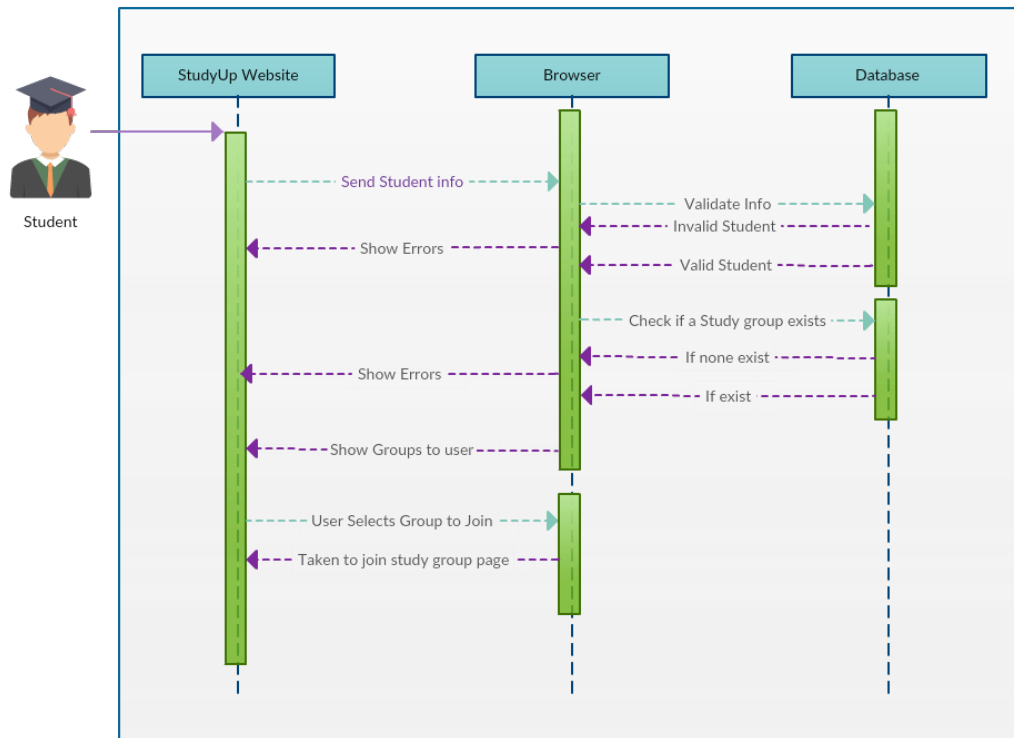 StudyUp Website
Browser
Database
Student
Send Student info
Validate Info
Invalid Student
Show Errors
Valid Student
Check if a Study group exists
If none exist
Show Errors
If exist
Show Groups to user
User Selects Group to Join
Taken to join study group page